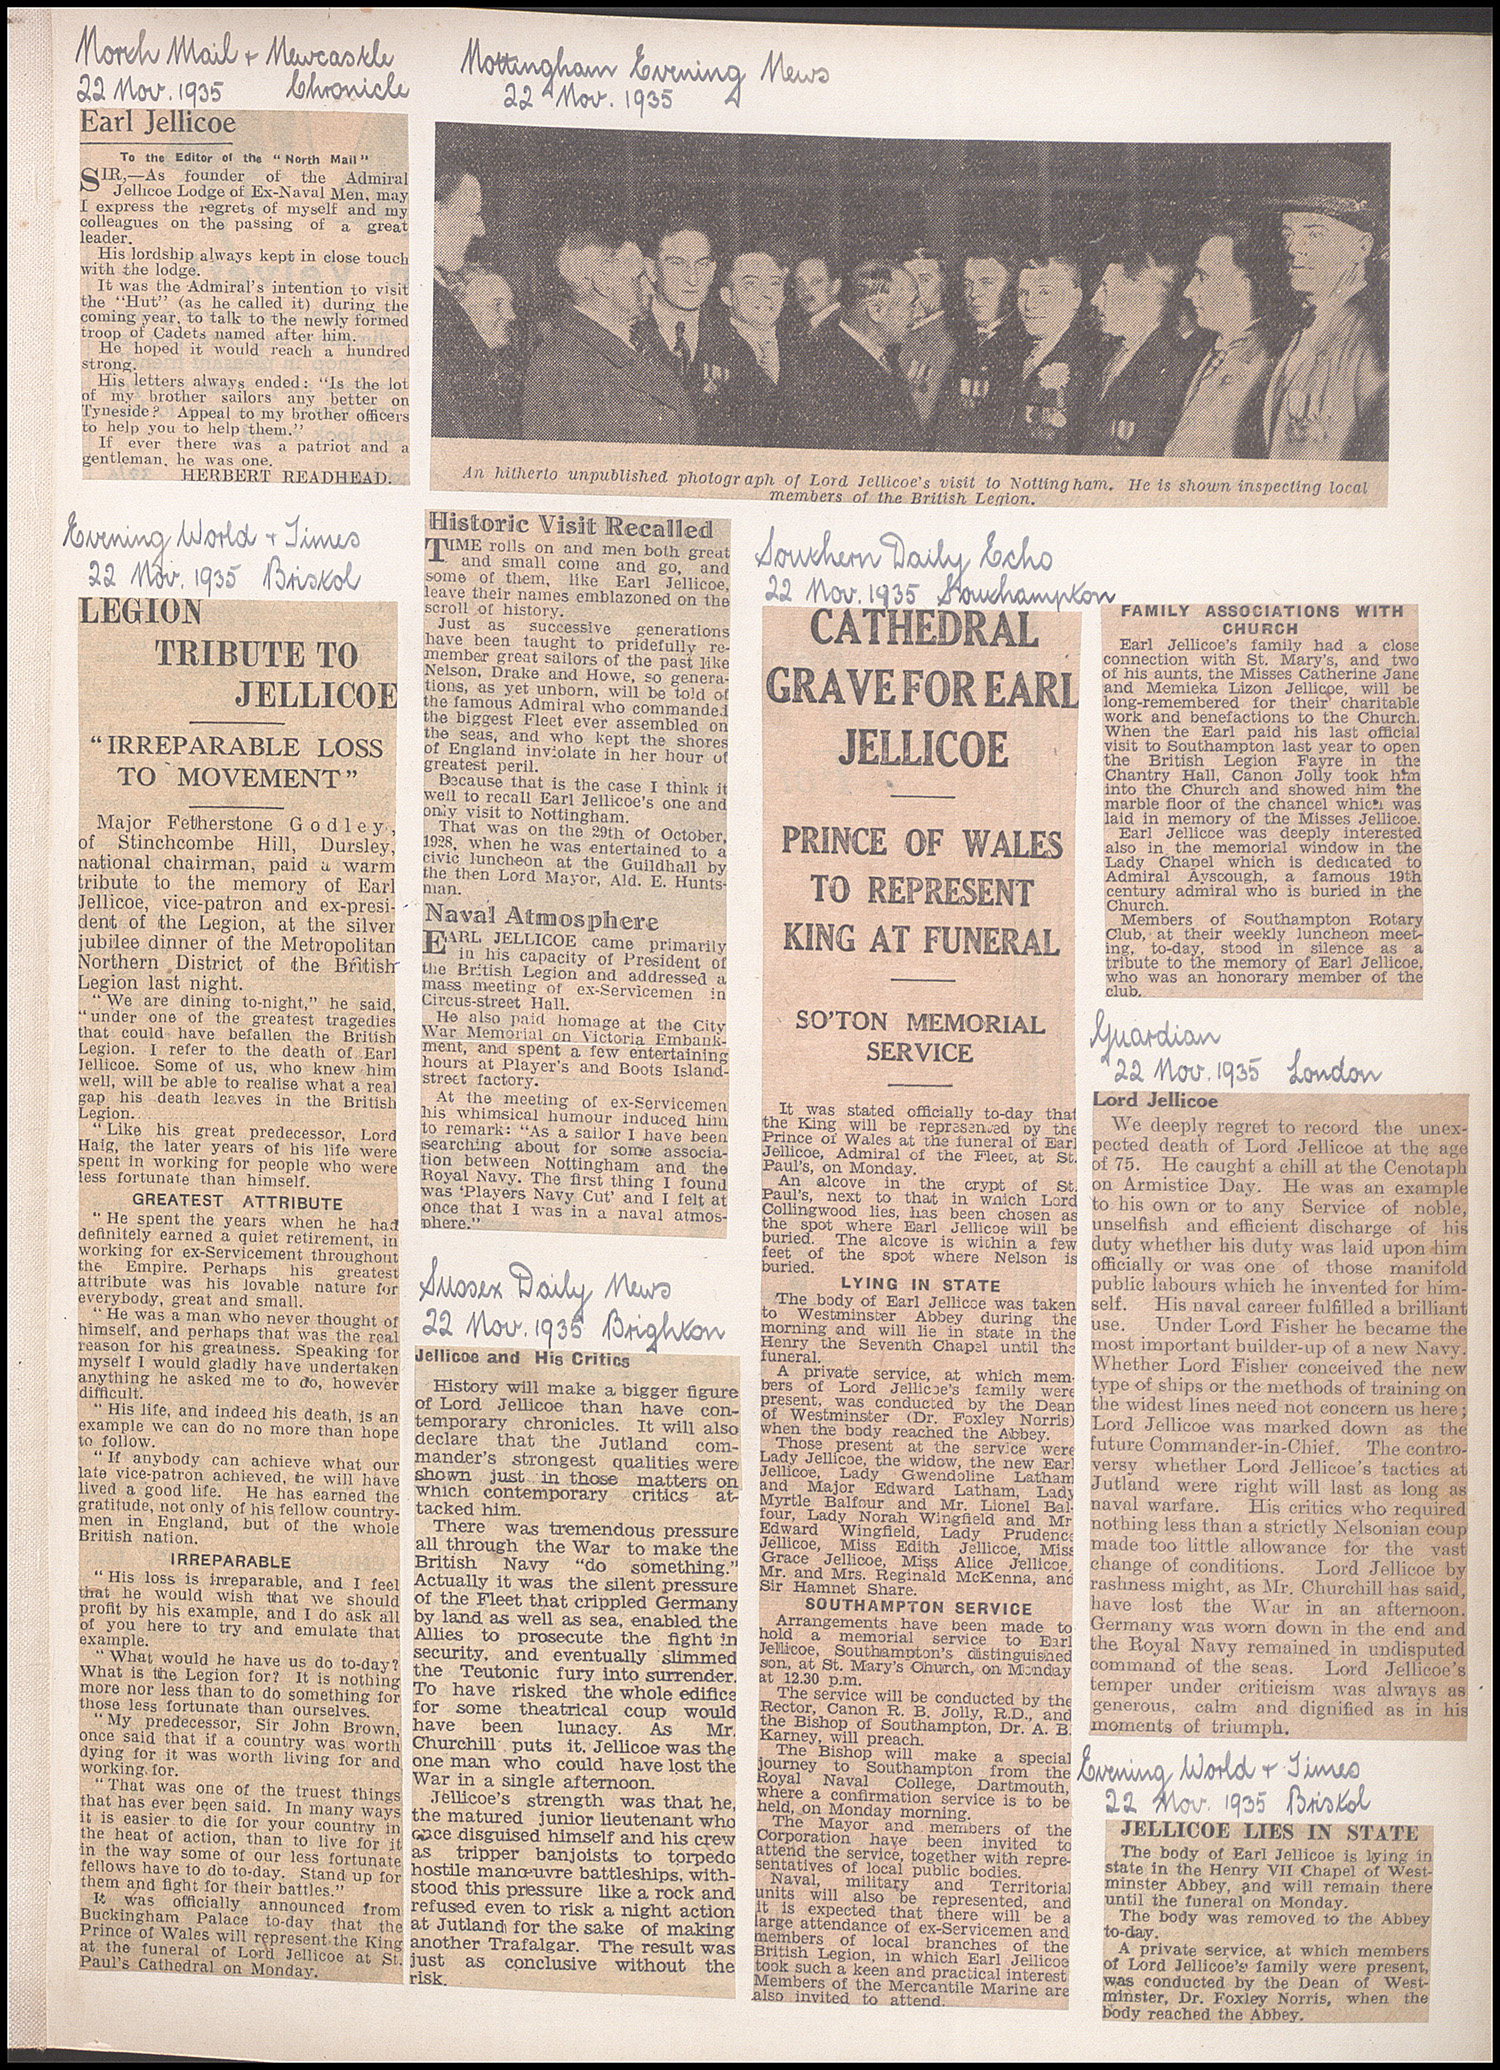 North Mail + Newcastle
22 Nov. 1935 Chronicle
Earl Jellicoe
To the Editor of the "North Mail"
SIR,—As founder of the Admiral
Jellicoe Lodge of Ex-Naval Men, may
I express the regrets of myself and my
colleagues on the passing of a great
leader.
His lordship always kept in close touch
with the lodge.
It was the Admiral's intention to visit
the "Hut" (as he called it) during the
coming year, to talk to the newly formed
troop of Cadets named after him.
He hoped it would reach a hundred
strong.
His letters always ended: "Is the lot
of my brother sailors any better on
Tyneside? Appeal to my brother officers
to help you to help them."
If ever there was a patriot and a
gentleman, he was one.
HERBERT READHEAD.
Nottingham Evening News
22 Nov. 1935
An hitherto unpublished photograph of Lord Jellicoe's visit to Nottingham. He is shown inspecting local
members of the British Legion.
Evening World + Times
22 Nov. 1935 Bristol
LEGION
TRIBUTE TO
JELLICOE
"IRREPARABLE LOSS
TO MOVEMENT"
Major Fetherstone Godley,
of Stinchcombe Hill, Dursley,
national chairman, paid a warm
tribute to the memory of Earl
Jellicoe, vice-patron and ex-presi-
dent of the Legion, at the silver
jubilee dinner of the Metropolitan
Northern District of the British
Legion last night.
"We are dining to-night," he said,
"under one of the greatest tragedies
that could have befallen the British
Legion. I refer to the death of Earl
Jellicoe. Some of us, who knew him
well, will be able to realise what a real
gap his death leaves in the British
Legion.
"Like his great predecessor, Lord
Haig, the later years of his life were
spent in working for people who were
less fortunate than himself.
GREATEST ATTRIBUTE
"He spent the years when he had
definitely earned a quiet retirement, in
working for ex-Servicement throughout
the Empire. Perhaps his greatest
attribute was his lovable nature for
everybody, great and small.
"He was a man who never thought of
himself, and perhaps that was the real
reason for his greatness. Speaking for
myself I would gladly have undertaken
anything he asked me to do, however
difficult.
"His life, and indeed his death, is an
example we can do no more than hope
to follow.
"If anybody can achieve what our
late vice-patron achieved, he will have
lived a good life. He has earned the
gratitude, not only of his fellow country-
men in England, but of the whole
British nation.
IRREPARABLE
"His loss is irreparable, and I feel
that he would wish that we should
profit by his example, and I do ask all
of you here to try and emulate that
example.
"What would he have us do to-day?
What is the Legion for? It is nothing
more nor less than to do something for
those less fortunate than ourselves.
"My predecessor, Sir John Brown,
once said that if a country was worth
dying for it was worth living for and
working for.
"That was one of the truest things
that has ever been said. In many ways
it is easier to die for your country in
the heat of action, than to live for it
in the way some of our less fortunate
fellows have to do to-day. Stand up for
them and fight for their battles."
It was officially announced from
Buckingham Palace to-day that the
Prince of Wales will represent the King
at the funeral of Lord Jellicoe at St.
Paul's Cathedral on Monday.
Historic Visit Recalled
TIME rolls on and men both great
and small come and go, and
some of them, like Earl Jellicoe,
leave their names emblazoned on the
scroll of history.
Just as successive generations
have been taught to pridefully re-
member great sailors of the past like
Nelson, Drake and Howe, so genera-
tions, as yet unborn, will be told of
the famous Admiral who commanded
the biggest Fleet ever assembled on
the seas, and who kept the shores
of England inviolate in her hour of
greatest peril.
Because that is the case I think it
well to recall Earl Jellicoe's one and
only visit to Nottingham.
That was on the 29th of October,
1928, when he was entertained to a
civic luncheon at the Guildhall by
the then Lord Mayor, Ald. E. Hunts-
man.
Naval Atmosphere
EARL JELLICOE came primarily
in his capacity of President of
the British Legion and addressed a
mass meeting of ex-Servicemen in
Circus-street Hall.
He also paid homage at the City
War Memorial on Victoria Embank-
ment, and spent a few entertaining
hours at Player's and Boots Island-
street factory.
At the meeting of ex-Servicemen
his whimsical humour induced him
to remark: "As a sailor I have been
searching about for some associa-
tion between Nottingham and the
Royal Navy. The first thing I found
was 'Players Navy Cut' and I felt at
once that I was in a naval atmos-
phere."
Sussex Daily News
22 Nov. 1935 Brighton
Jellicoe and His Critics
History will make a bigger figure
of Lord Jellicoe than have con-
temporary chronicles. It will also
declare that the Jutland com-
mander's strongest qualities were
shown just in those matters on
which contemporary critics at-
tacked him.
There was tremendous pressure
all through the War to make the
British Navy "do something."
Actually it was the silent pressure
of the Fleet that crippled Germany
by land as well as sea, enabled the
Allies to prosecute the fight in
security, and eventually slimmed
the Teutonic fury into surrender.
To have risked the whole edifice
for some theatrical coup would
have been lunacy. As Mr.
Churchill puts it, Jellicoe was the
one man who could have lost the
War in a single afternoon.
Jellicoe's strength was that he,
the matured junior lieutenant who
once disguised himself and his crew
as tripper banjoists to torpedo
hostile manœuvre battleships, with-
stood this pressure like a rock and
refused even to risk a night action
at Jutland for the sake of making
another Trafalgar. The result was
just as conclusive without the
risk.
Southern Daily Echo
22 Nov. 1935 Southampton
CATHEDRAL
GRAVE FOR EARL
JELLICOE
PRINCE OF WALES
TO REPRESENT
KING AT FUNERAL
SO'TON MEMORIAL
SERVICE
It was stated officially to-day that
the King will be represented by the
Prince of Wales at the funeral of Earl
Jellicoe, Admiral of the Fleet, at St.
Paul's, on Monday.
An alcove in the crypt of St.
Paul's, next to that in which Lord
Collingwood lies, has been chosen as
the spot where Earl Jellicoe will be
buried. The alcove is within a few
feet of the spot where Nelson is
buried.
LYING IN STATE
The body of Earl Jellicoe was taken
to Westminster Abbey during the
morning and will lie in state in the
Henry the Seventh Chapel until the
funeral.
A private service, at which mem-
bers of Lord Jellicoe's family were
present, was conducted by the Dean
of Westminster (Dr. Foxley Norris)
when the body reached the Abbey.
Those present at the service were
Lady Jellicoe, the widow, the new Earl
Jellicoe, Lady Gwendoline Latham
and Major Edward Latham, Lady
Myrtle Balfour and Mr. Lionel Bal-
four, Lady Norah Wingfield and Mr
Edward Wingfield, Lady Prudence
Jellicoe, Miss Edith Jellicoe, Miss
Grace Jellicoe, Miss Alice Jellicoe,
Mr. and Mrs. Reginald McKenna, and
Sir Hamnet Share.
SOUTHAMPTON SERVICE
Arrangements have been made to
hold a memorial service to Earl
Jellicoe, Southampton's distinguished
son, at St. Mary's Church, on Monday
at 12.30 p.m.
The service will be conducted by the
Rector, Canon R. B. Jolly, R.D., and
the Bishop of Southampton, Dr. A. B.
Karney, will preach.
The Bishop will make a special
journey to Southampton from the
Royal Naval College, Dartmouth,
where a confirmation service is to be
held, on Monday morning.
The Mayor and members of the
Corporation have been invited to
attend the service, together with repre-
sentatives of local public bodies.
Naval, military and Territorial
units will also be represented, and
it is expected that there will be a
large attendance of ex-Servicemen and
members of local branches of the
British Legion, in which Earl Jellicoe
took such a keen and practical interest
Members of the Mercantile Marine are
also invited to attend.
FAMILY ASSOCIATIONS WITH
CHURCH
Earl Jellicoe's family had a close
connection with St. Mary's, and two
of his aunts, the Misses Catherine Jane
and Memieka Lizon Jellicoe, will be
long-remembered for their charitable
work and benefactions to the Church.
When the Earl paid his last official
visit to Southampton last year to open
the British Legion Fayre in the
Chantry Hall, Canon Jolly took him
into the Church and showed him the
marble floor of the chancel which was
laid in memory of the Misses Jellicoe.
Earl Jellicoe was deeply interested
also in the memorial window in the
Lady Chapel which is dedicated to
Admiral Ayscough, a famous 19th
century admiral who is buried in the
Church.
Members of Southampton Rotary
Club, at their weekly luncheon meet-
ing, to-day, stood in silence as a
tribute to the memory of Earl Jellicoe,
who was an honorary member of the
club.
Guardian
22 Nov. 1935 London
Lord Jellicoe
We deeply regret to record the unex-
pected death of Lord Jellicoe at the age
of 75. He caught a chill at the Cenotaph
on Armistice Day. He was an example
to his own or to any Service of noble,
unselfish and efficient discharge of his
duty whether his duty was laid upon him
officially or was one of those manifold
public labours which he invented for him-
self. His naval career fulfilled a brilliant
use. Under Lord Fisher he became the
most important builder-up of a new Navy.
Whether Lord Fisher conceived the new
type of ships or the methods of training on
the widest lines need not concern us here;
Lord Jellicoe was marked down as the
future Commander-in-Chief. The contro-
versy whether Lord Jellicoe's tactics at
Jutland were right will last as long as
naval warfare. His critics who required
nothing less than a strictly Nelsonian coup
made too little allowance for the vast
change of conditions. Lord Jellicoe by
rashness might, as Mr. Churchill has said,
have lost the War in an afternoon.
Germany was worn down in the end and
the Royal Navy remained in undisputed
command of the seas. Lord Jellicoe's
temper under criticism was always as
generous, calm and dignified as in his
moments of triumph.
Evening World + Times
22 Nov. 1935 Bristol
JELLICOE LIES IN STATE
The body of Earl Jellicoe is lying in
state in the Henry VII Chapel of West-
minster Abbey, and will remain there
until the funeral on Monday.
The body was removed to the Abbey
to-day.
A private service, at which members
of Lord Jellicoe's family were present,
was conducted by the Dean of West-
minster, Dr. Foxley Norris, when the
body reached the Abbey.